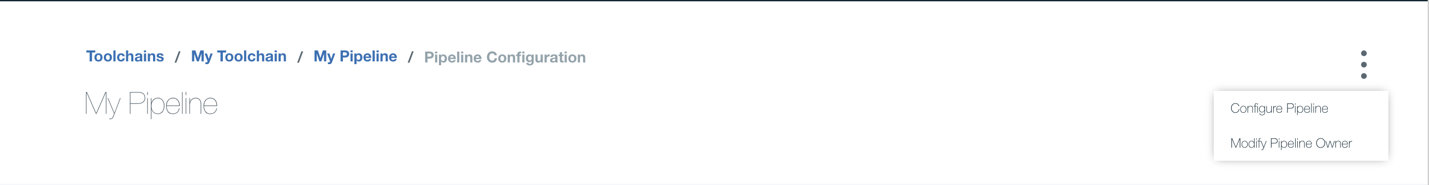 Toolchains / My Toolchain / My Pipeline / Pipeline Configuration
My Pipeline
Configure Pipeline
Modify Pipeline Owner